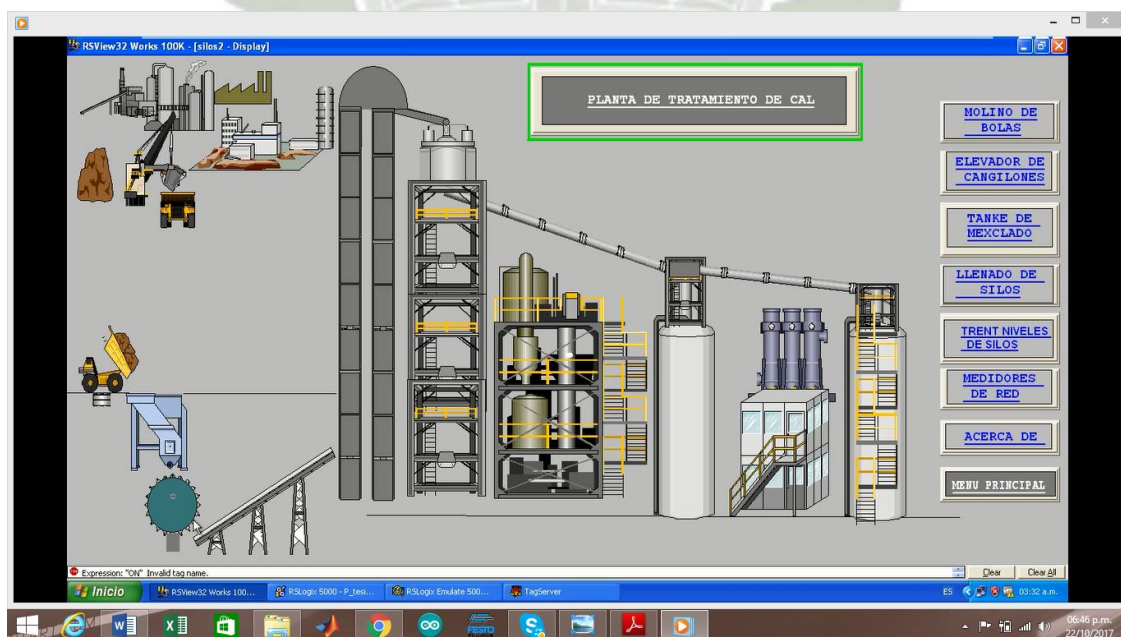 RSView32 Works 100K - [silos2 - Display]
PLANTA DE TRATAMIENTO DE CAL
MOLINO DE
BOLAS
ELEVADOR DE
CANGILONES
TANKE DE
MEXCLADO
LLENADO DE
SILOS
TRENT NIVELES
DE SILOS
MEDIDORES
DE RED
ACERCA DE
MENU PRINCIPAL
Expression: "ON" Invalid tag name.
Clear
Clear All
Inicio
RSView32 Works 100...
RSLogix 5000 - P_tesi...
RSLogix Emulate 500...
TagServer
ES
03:32 a.m.
FESTO
06:46 p.m.
22/10/2017